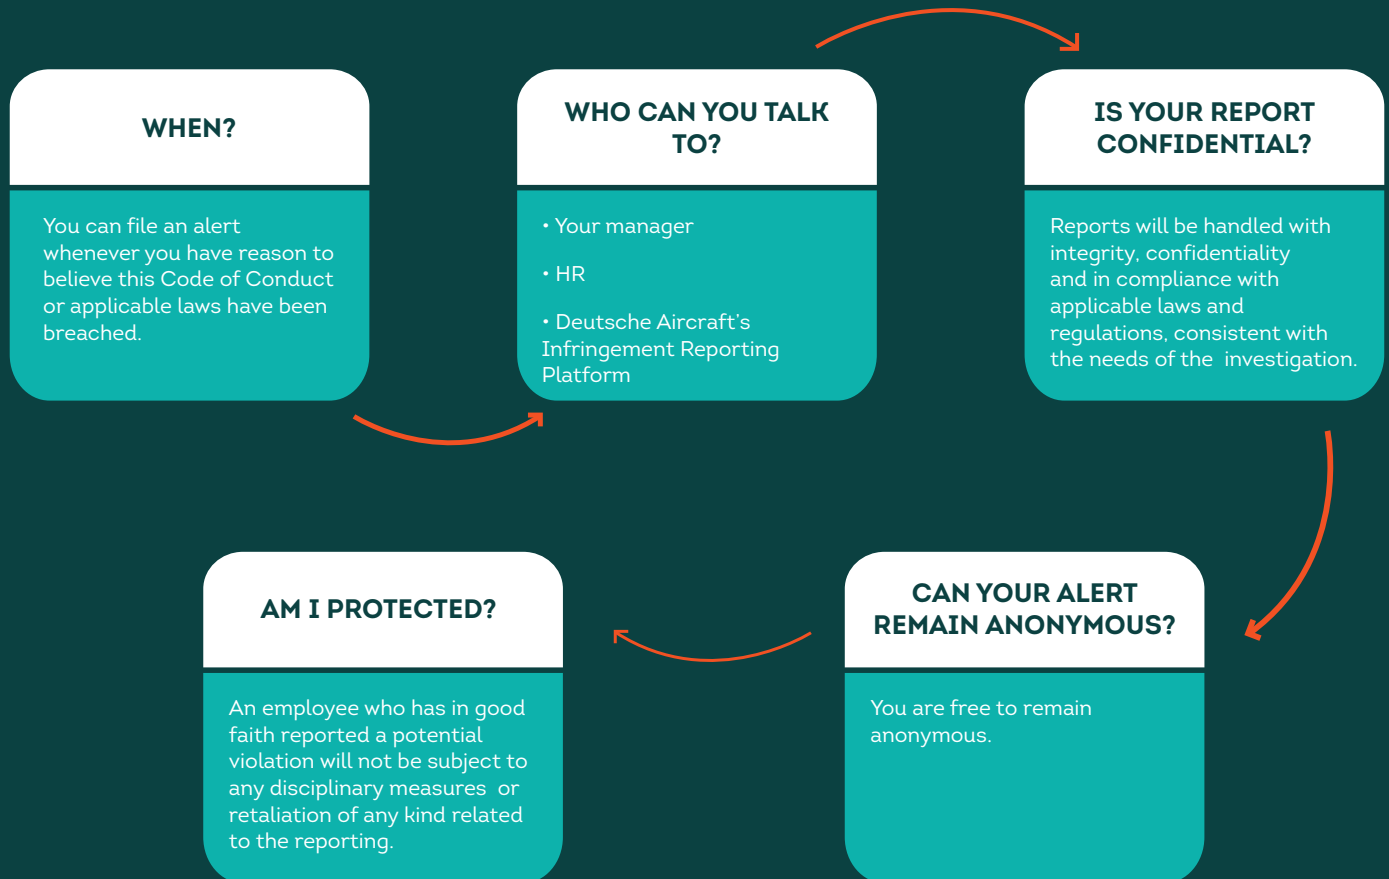 WHEN?
You can file an alert
whenever you have reason to
believe this Code of Conduct
or applicable laws have been
breached.
WHO CAN YOU TALK
TO?
• Your manager
• HR
• Deutsche Aircraft's
Infringement Reporting
Platform
IS YOUR REPORT
CONFIDENTIAL?
Reports will be handled with
integrity, confidentiality
and in compliance with
applicable laws and
regulations, consistent with
the needs of the  investigation.
CAN YOUR ALERT
REMAIN ANONYMOUS?
You are free to remain
anonymous.
AM I PROTECTED?
An employee who has in good
faith reported a potential
violation will not be subject to
any disciplinary measures  or
retaliation of any kind related
to the reporting.